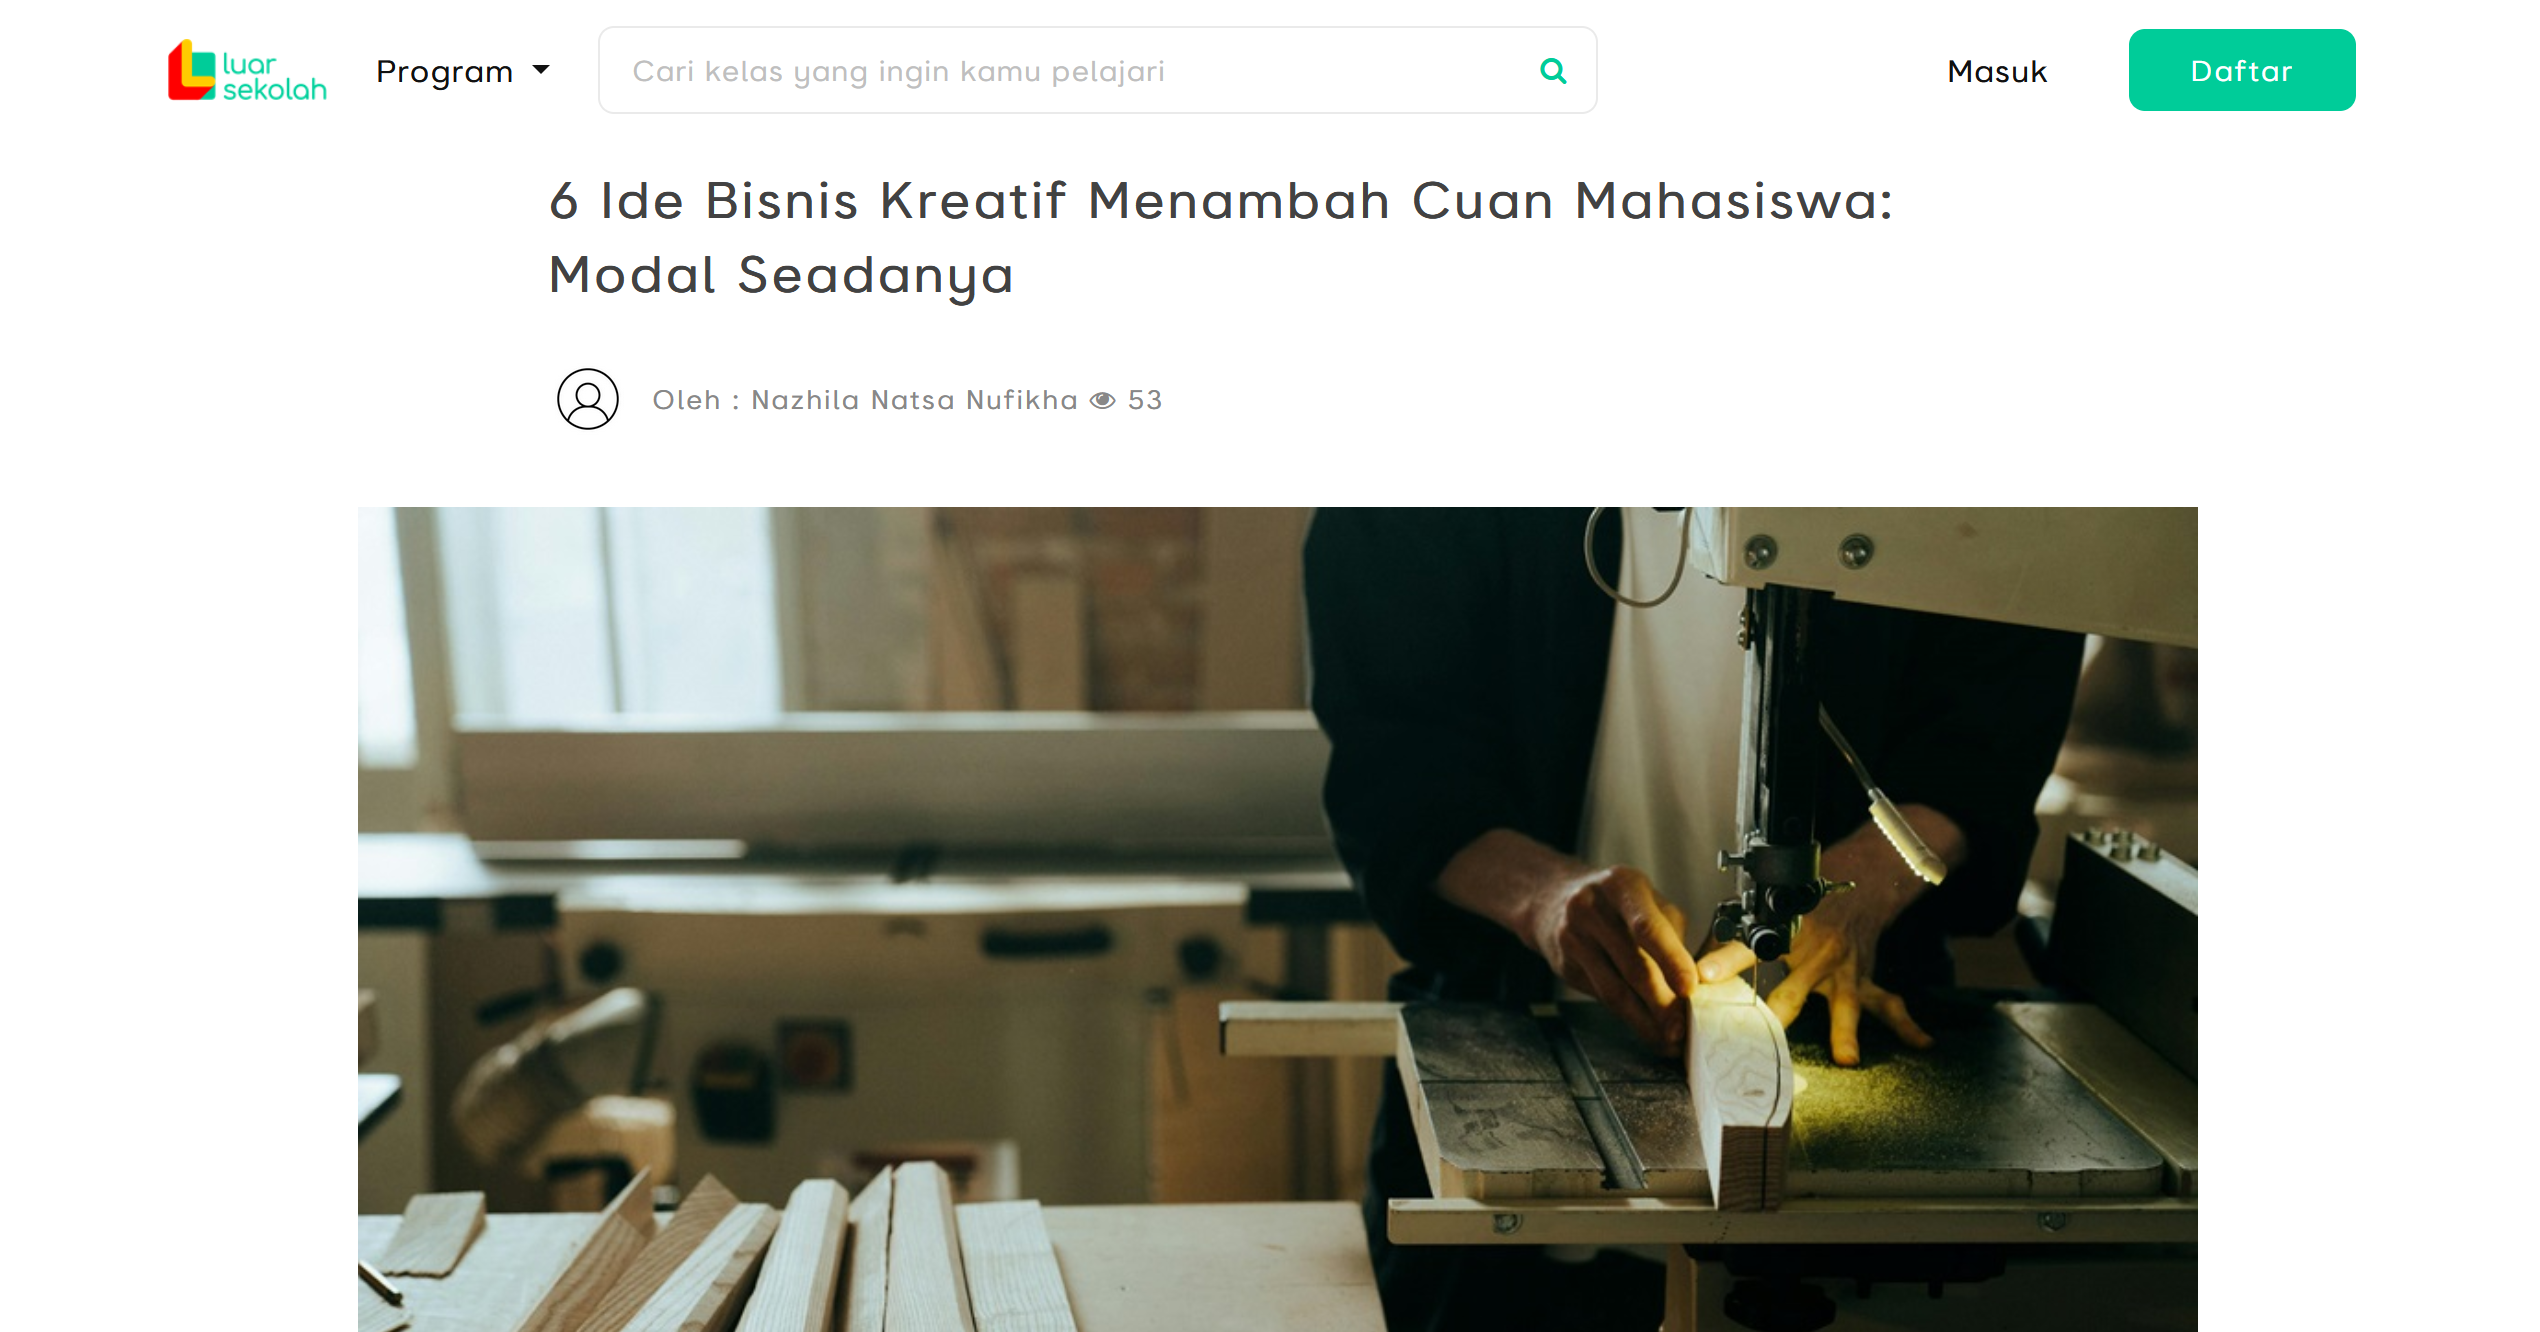 luar
sekolah
Program
Cari kelas yang ingin kamu pelajari
Masuk
Daftar
6 Ide Bisnis Kreatif Menambah Cuan Mahasiswa:
Modal Seadanya
Oleh : Nazhila Natsa Nufikha 53